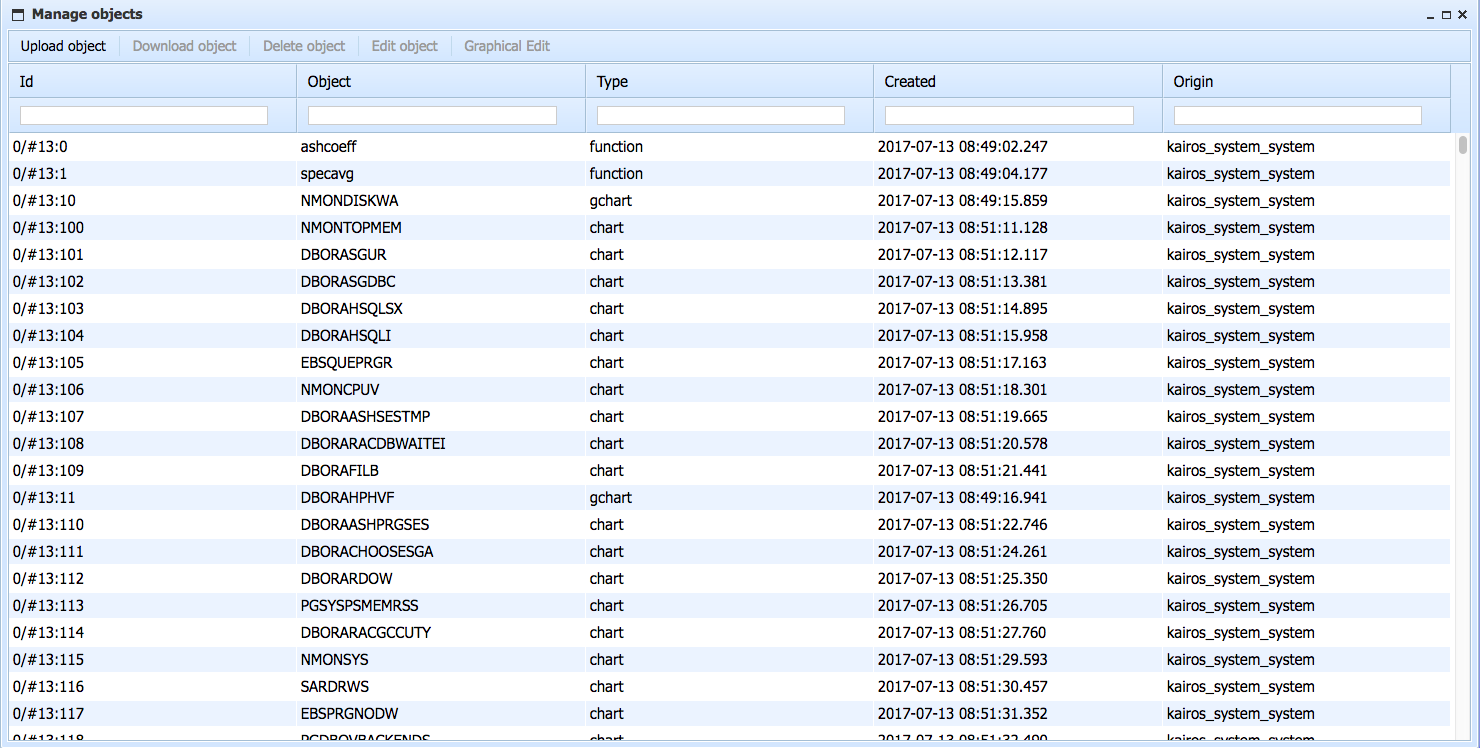 Manage objects
Upload object Download object Delete object Edit object Graphical Edit
Id Object Type Created Origin
0/#13:0 ashcoeff function 2017-07-13 08:49:02.247 kairos_system_system
0/#13:1 specavg function 2017-07-13 08:49:04.177 kairos_system_system
0/#13:10 NMONDISKWA gchart 2017-07-13 08:49:15.859 kairos_system_system
0/#13:100 NMONTOPMEM chart 2017-07-13 08:51:11.128 kairos_system_system
0/#13:101 DBORASGUR chart 2017-07-13 08:51:12.117 kairos_system_system
0/#13:102 DBORASGDBC chart 2017-07-13 08:51:13.381 kairos_system_system
0/#13:103 DBORAHSQLSX chart 2017-07-13 08:51:14.895 kairos_system_system
0/#13:104 DBORAHSQLI chart 2017-07-13 08:51:15.958 kairos_system_system
0/#13:105 EBSQUEPRGR chart 2017-07-13 08:51:17.163 kairos_system_system
0/#13:106 NMONCPUV chart 2017-07-13 08:51:18.301 kairos_system_system
0/#13:107 DBORAASHSESTMP chart 2017-07-13 08:51:19.665 kairos_system_system
0/#13:108 DBORARACDBWAITEI chart 2017-07-13 08:51:20.578 kairos_system_system
0/#13:109 DBORAFILB chart 2017-07-13 08:51:21.441 kairos_system_system
0/#13:11 DBORAHPHVF gchart 2017-07-13 08:49:16.941 kairos_system_system
0/#13:110 DBORAASHPRGSES chart 2017-07-13 08:51:22.746 kairos_system_system
0/#13:111 DBORACHOOSESGA chart 2017-07-13 08:51:24.261 kairos_system_system
0/#13:112 DBORARDOW chart 2017-07-13 08:51:25.350 kairos_system_system
0/#13:113 PGSYSPSMEMRSS chart 2017-07-13 08:51:26.705 kairos_system_system
0/#13:114 DBORARACGCCUTY chart 2017-07-13 08:51:27.760 kairos_system_system
0/#13:115 NMONSYS chart 2017-07-13 08:51:29.593 kairos_system_system
0/#13:116 SARDRWS chart 2017-07-13 08:51:30.457 kairos_system_system
0/#13:117 EBSPRGNODW chart 2017-07-13 08:51:31.352 kairos_system_system
0/#13:118 chart 2017-07-13 kairos_system_system